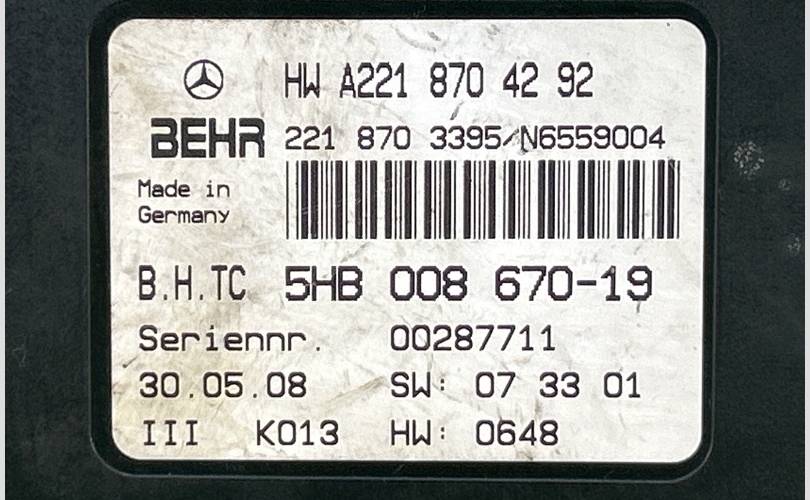 HW A221 870 42 92
BEHR 221 870 3395/N6559004
Made in
Germany
B.H.TC 5HB 008 670-19
Seriennr. 00287711
30.05.08 SW: 07 33 01
III K013 HW: 0648